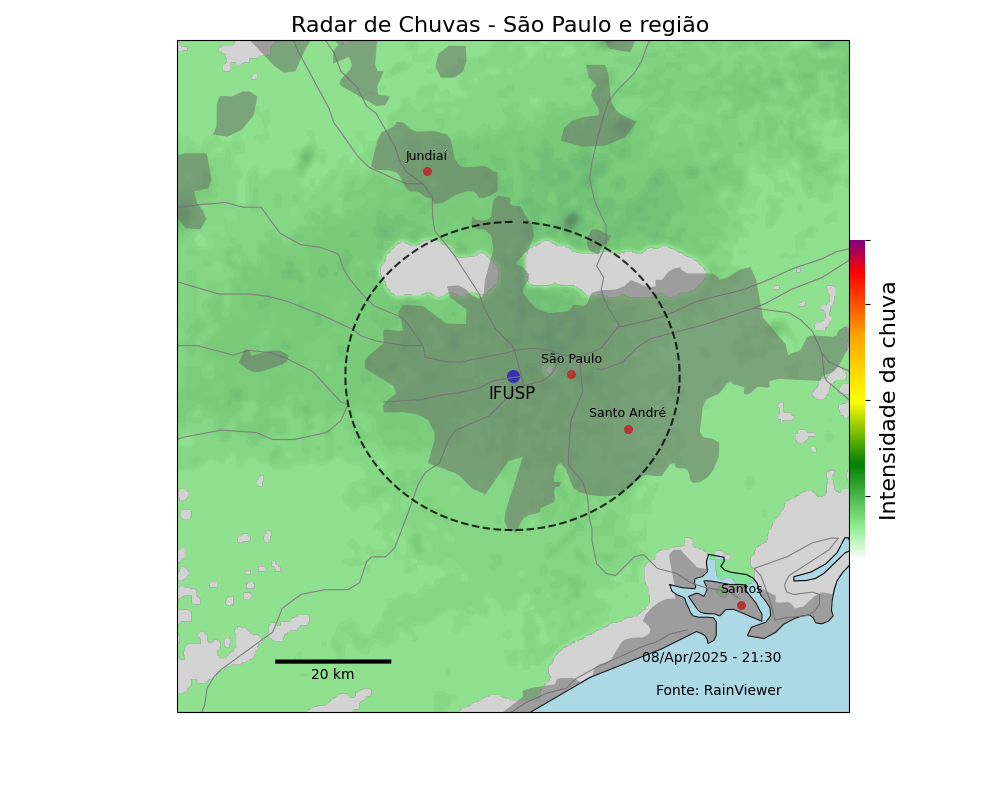 Radar de Chuvas - São Paulo e região
Jundiaí
São Paulo
IFUSP
Santo André
Santos
Intensidade da chuva
08/Apr/2025 - 21:30
20 km
Fonte: RainViewer